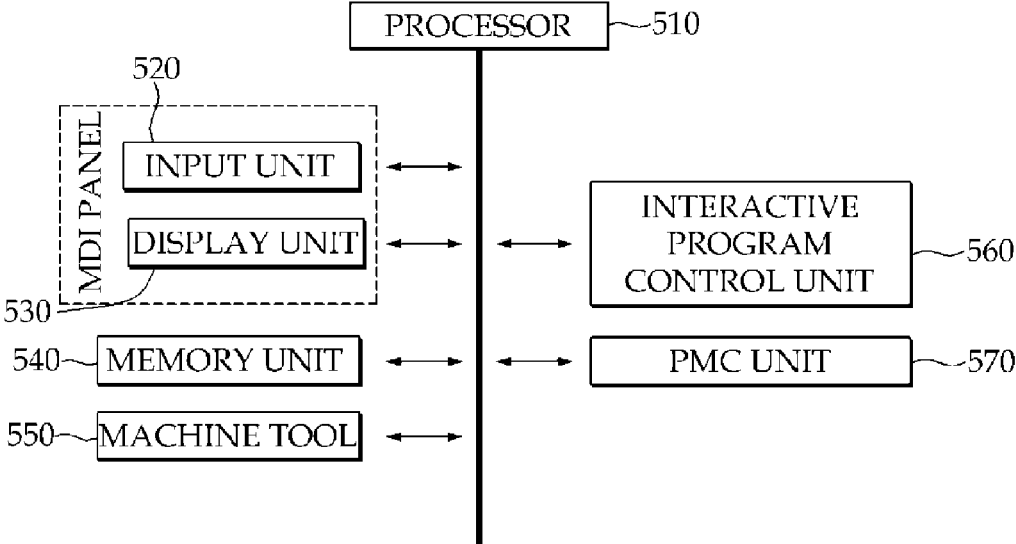 PROCESSOR
510
520
MDI PANEL
INPUT UNIT
DISPLAY UNIT
530
INTERACTIVE
PROGRAM
CONTROL UNIT
560
540
MEMORY UNIT
PMC UNIT
570
550
MACHINE TOOL